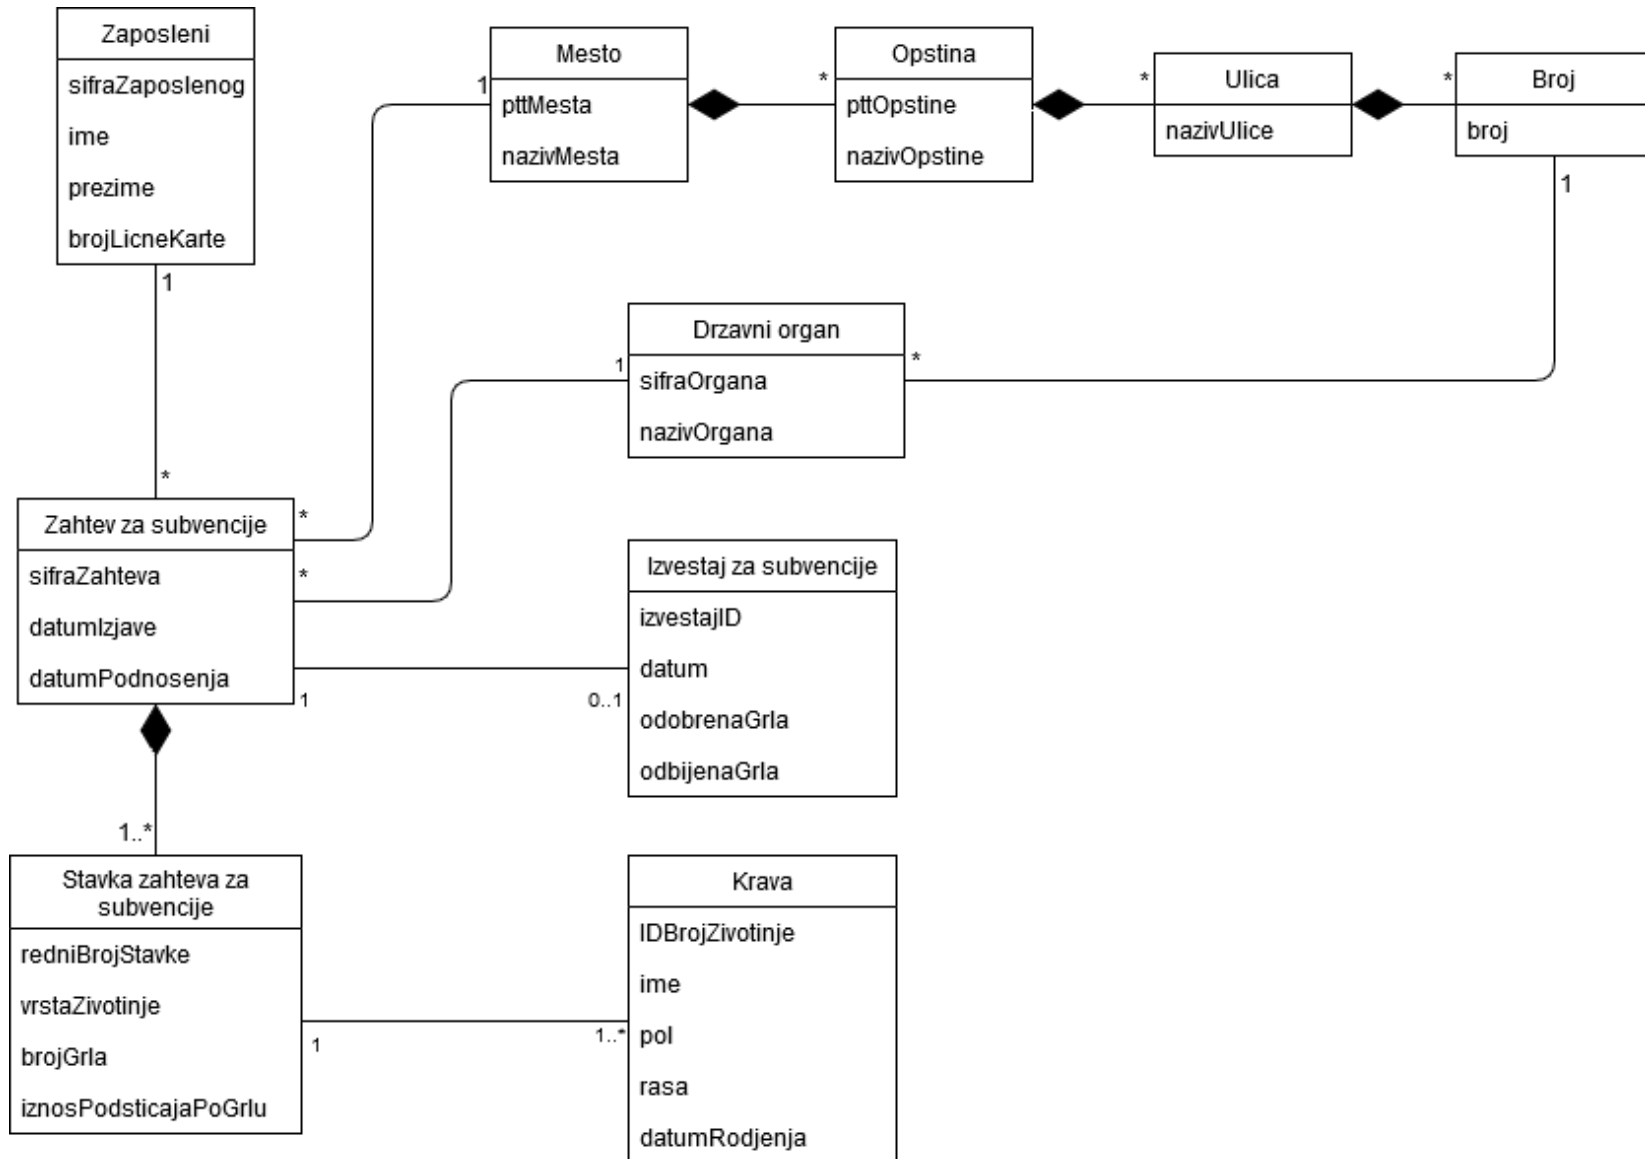 Zaposleni
sifraZaposlenog
ime
prezime
brojLicneKarte
1
*
Mesto
pttMesta
nazivMesta
1
*
Opstina
pttOpstine
nazivOpstine
*
Ulica
nazivUlice
*
Broj
broj
1
Drzavni organ
sifraOrgana
nazivOrgana
1
*
Zahtev za subvencije
sifraZahteva
datumIzjave
datumPodnosenja
*
*
1
0..1
Izvestaj za subvencije
izvestajID
datum
odobrenaGrla
odbijenaGrla
1..*
Stavka zahteva za
subvencije
redniBrojStavke
vrstaZivotinje
brojGrla
iznosPodsticajaPoGrlu
1
1..*
Krava
IDBrojZivotinje
ime
pol
rasa
datumRodjenja